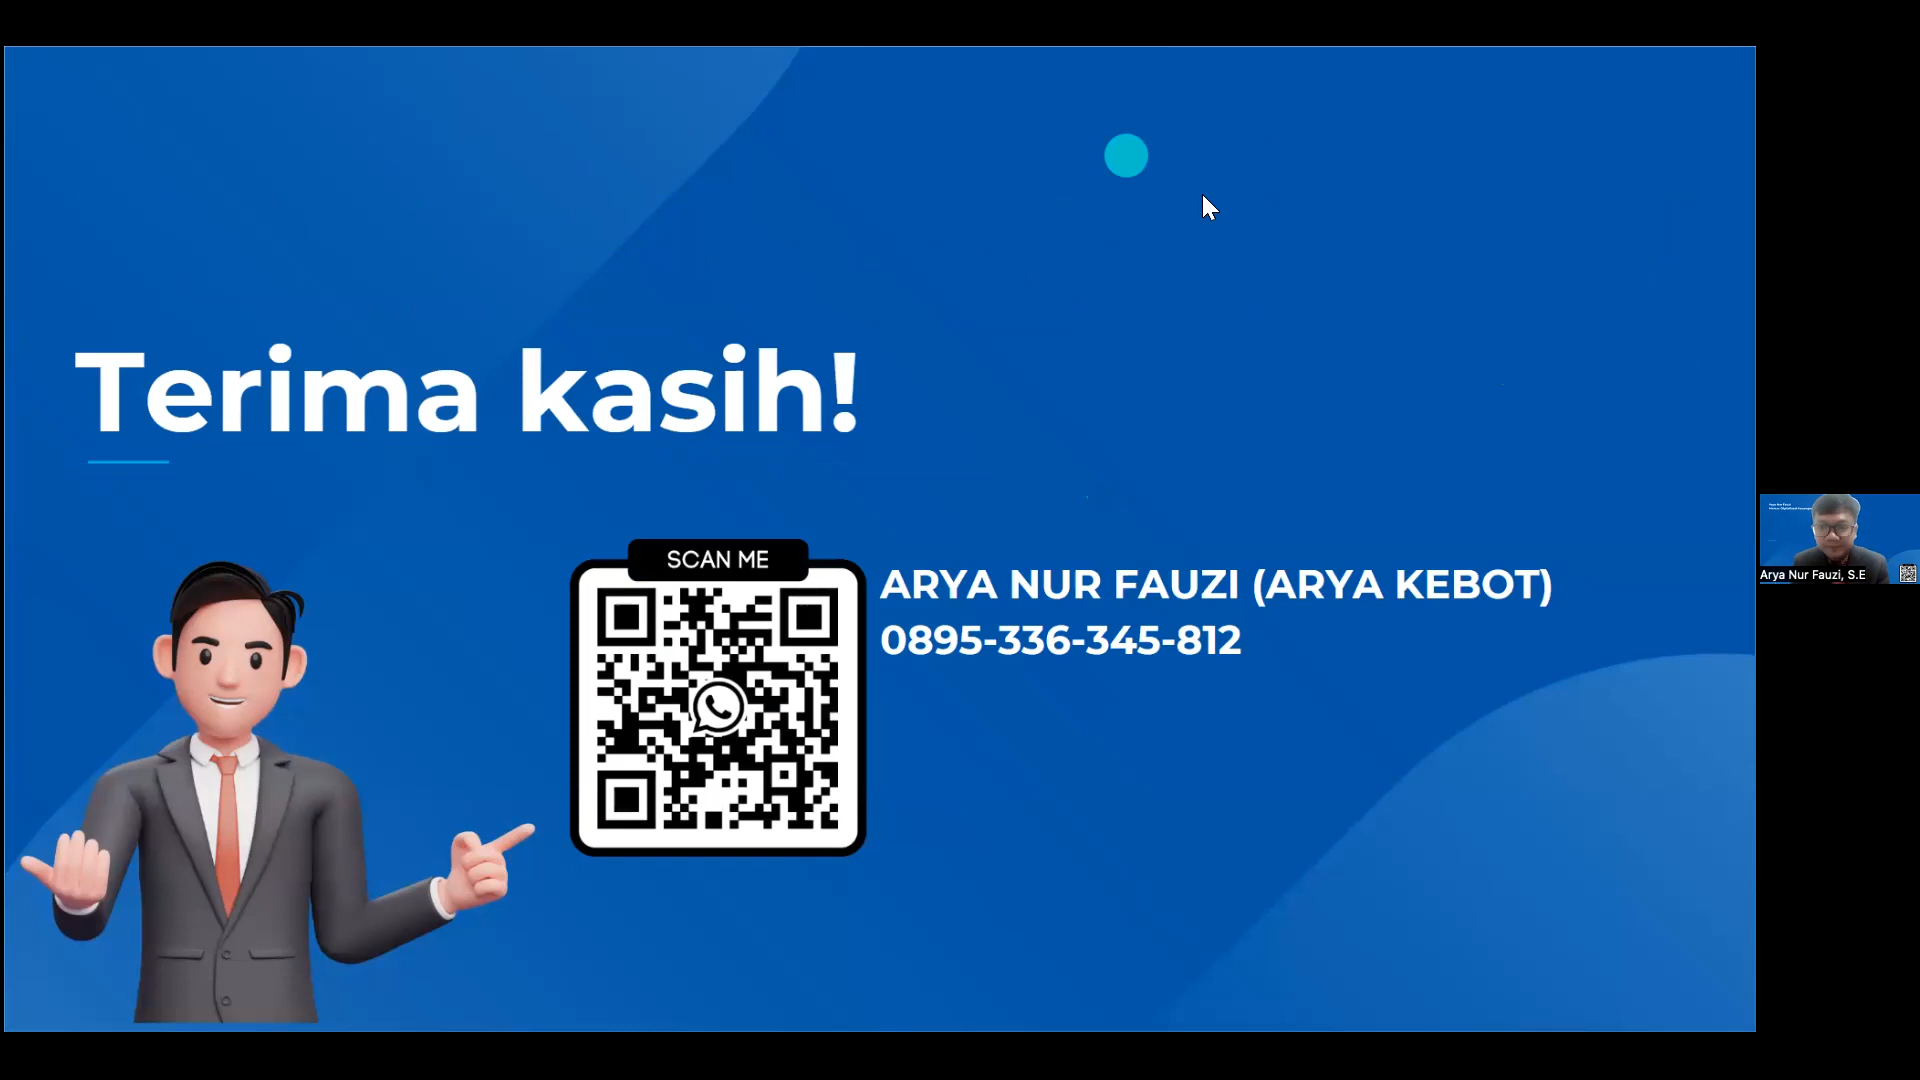 Terima kasih!
SCAN ME
ARYA NUR FAUZI (ARYA KEBOT)
0895-336-345-812
Arya Nur Fauzi, S.E